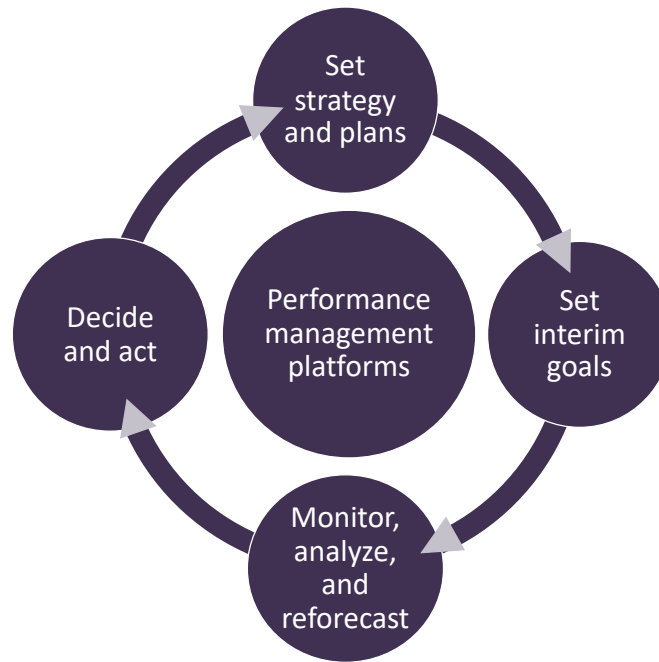 Set
strategy
and plans
Set
interim
goals
Monitor,
analyze,
and
reforecast
Decide
and act
Performance
management
platforms